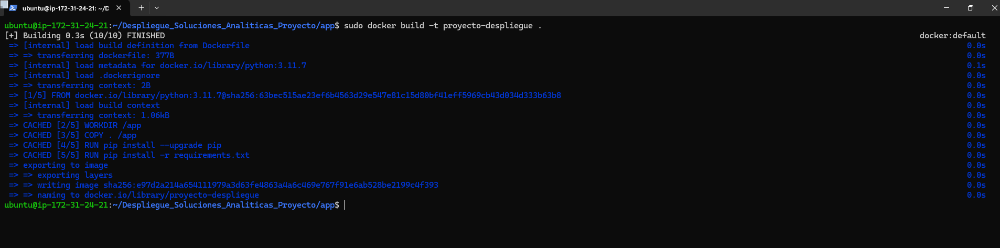 ubuntu@ip-172-31-24-21: ~/D
ubuntu@ip-172-31-24-21:~/Despliegue_Soluciones_Analiticas_Proyecto/app$ sudo docker build -t proyecto-despliegue .
[+] Building 0.3s (10/10) FINISHED docker:default
=> [internal] load build definition from Dockerfile 0.0s
=> => transferring dockerfile: 377B 0.0s
=> [internal] load metadata for docker.io/library/python:3.11.7 0.1s
=> [internal] load .dockerignore 0.0s
=> => transferring context: 2B 0.0s
=> [1/5] FROM docker.io/library/python:3.11.7@sha256:63bec515ae23ef6b4563d29e547e81c15d80bf41eff5969cb43d034d333b63b8 0.0s
=> [internal] load build context 0.0s
=> => transferring context: 1.06kB 0.0s
=> CACHED [2/5] WORKDIR /app 0.0s
=> CACHED [3/5] COPY . /app 0.0s
=> CACHED [4/5] RUN pip install --upgrade pip 0.0s
=> CACHED [5/5] RUN pip install -r requirements.txt 0.0s
=> exporting to image 0.0s
=> => exporting layers 0.0s
=> => writing image sha256:e97d2a214a654111979a3d63fe4863a4a6c469e767f91e6ab528be2199c4f393 0.0s
=> => naming to docker.io/library/proyecto-despliegue 0.0s
ubuntu@ip-172-31-24-21:~/Despliegue_Soluciones_Analiticas_Proyecto/app$